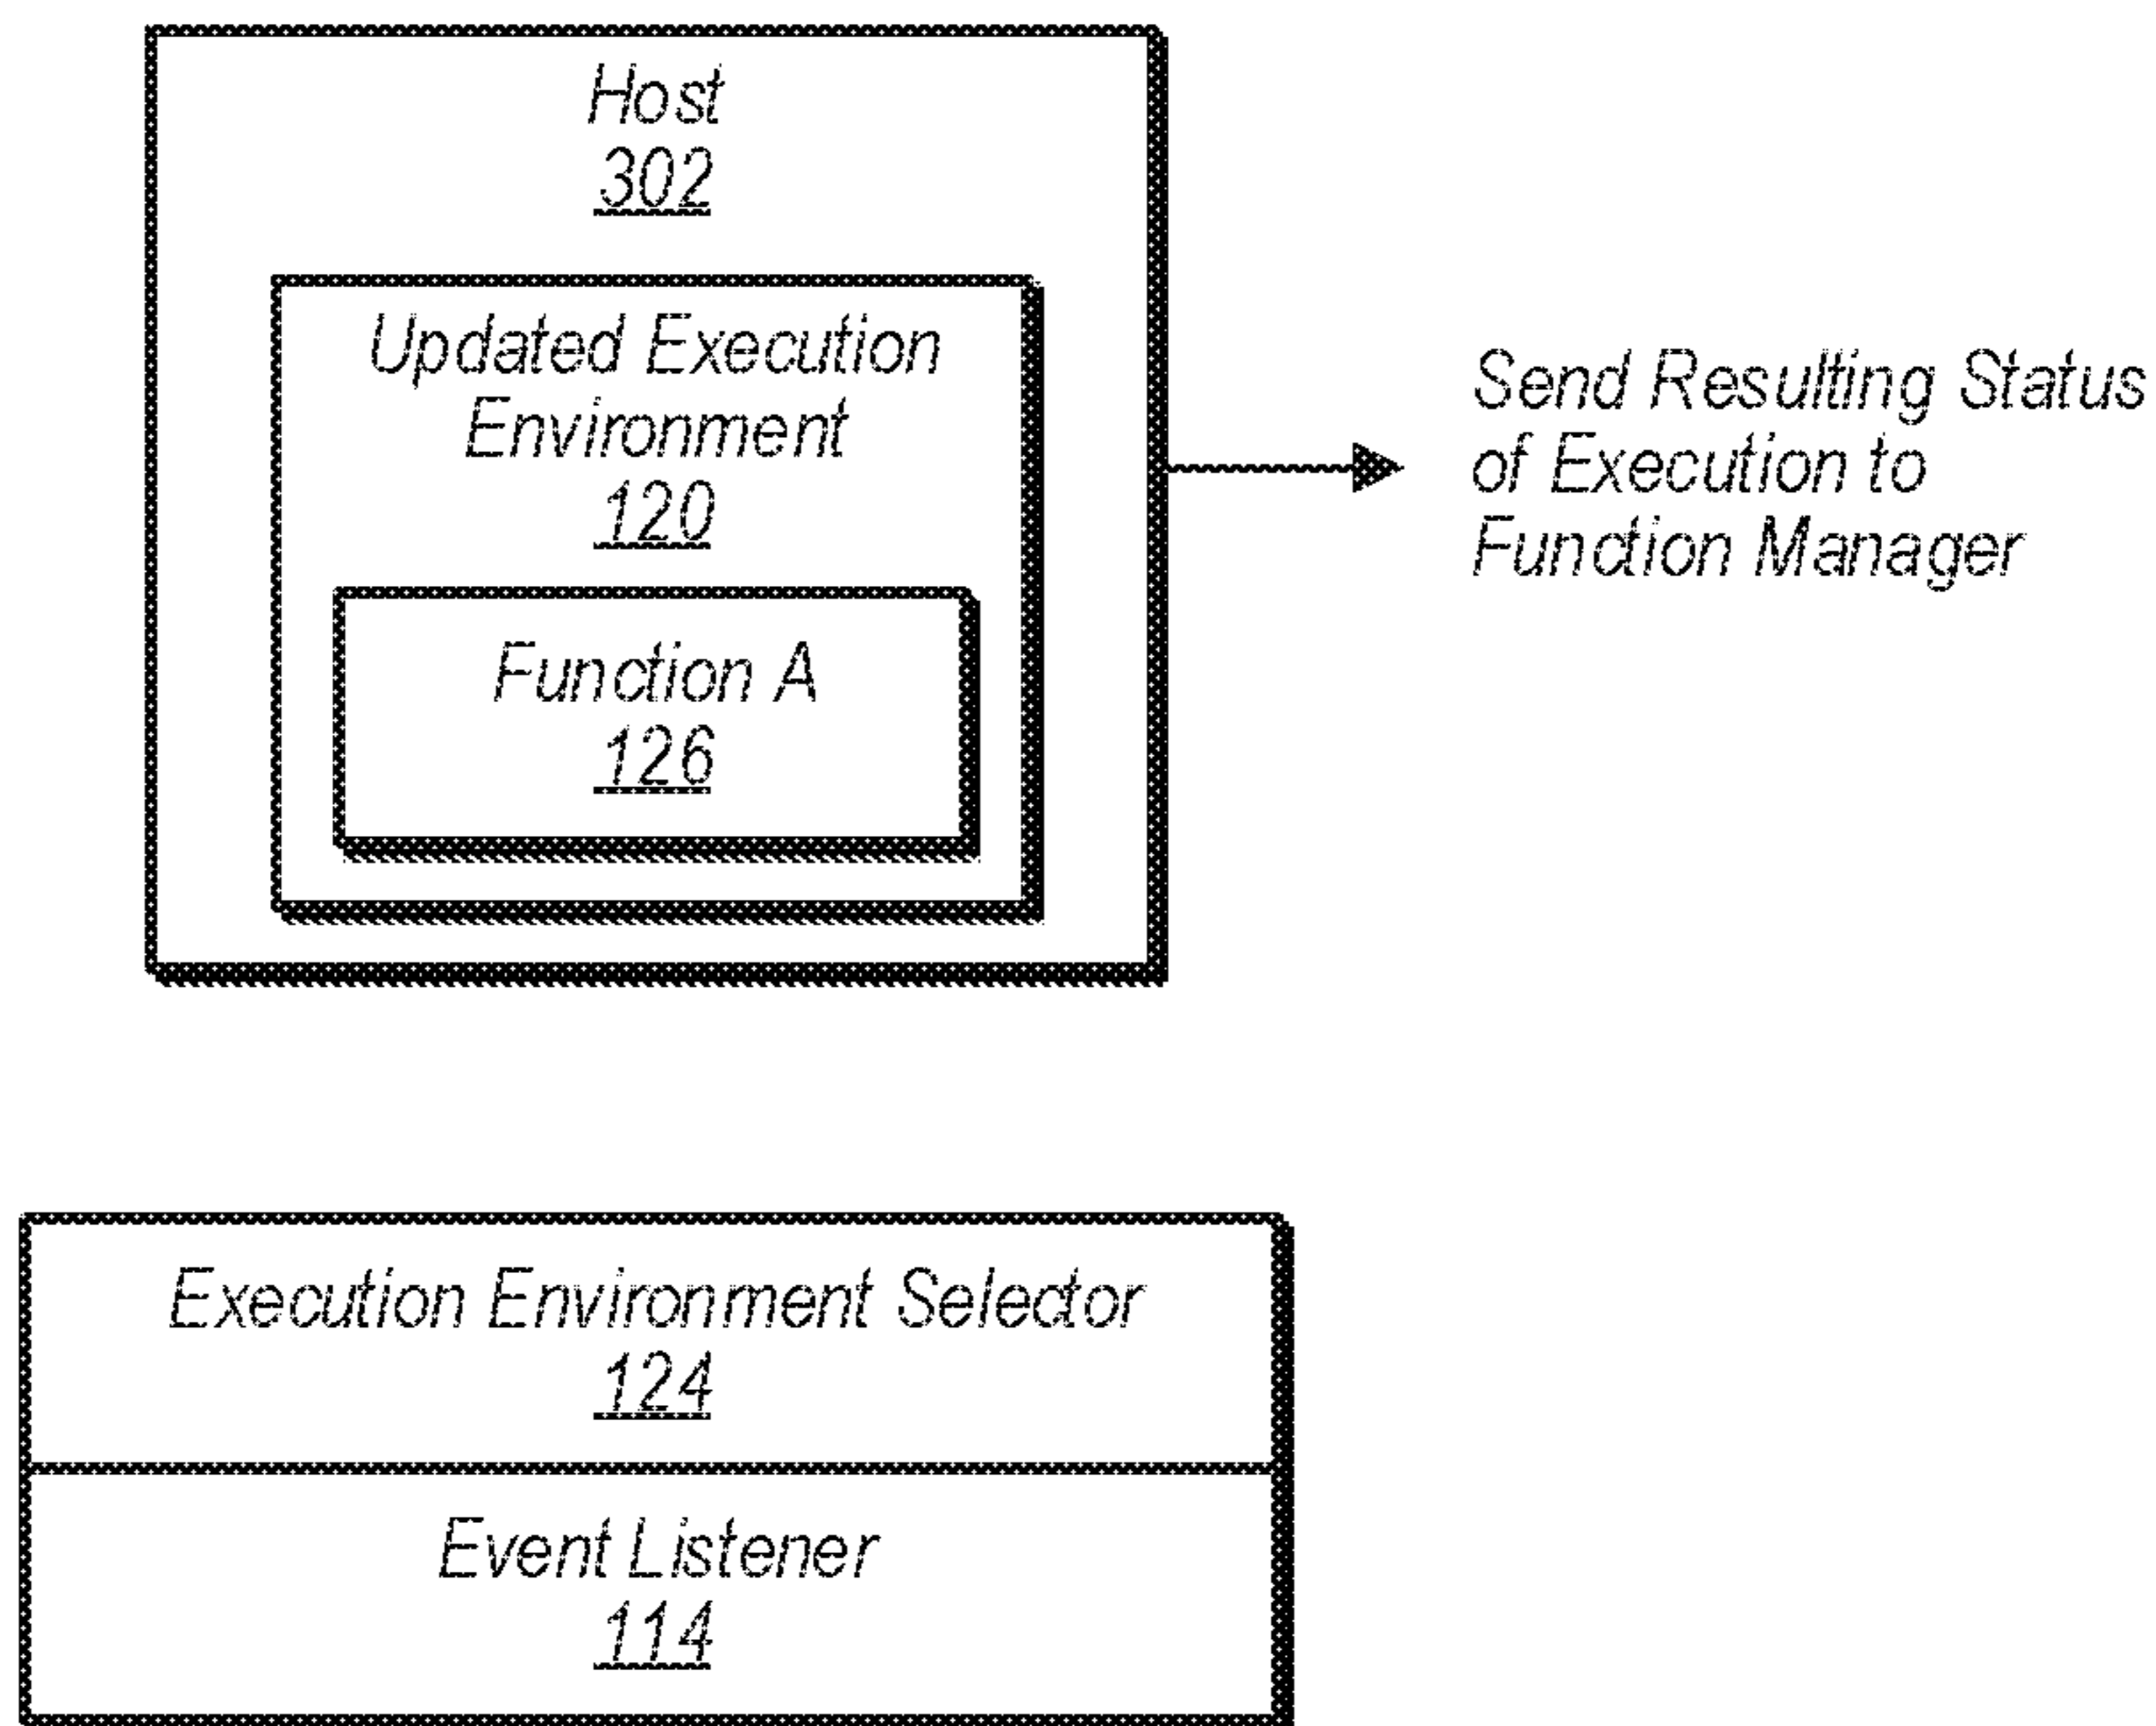 Host
302
Updated Execution
Environment
120
Function A
126
Send Resulting Status
of Execution to
Function Manager
Execution Environment Selector
124
Event Listener
114